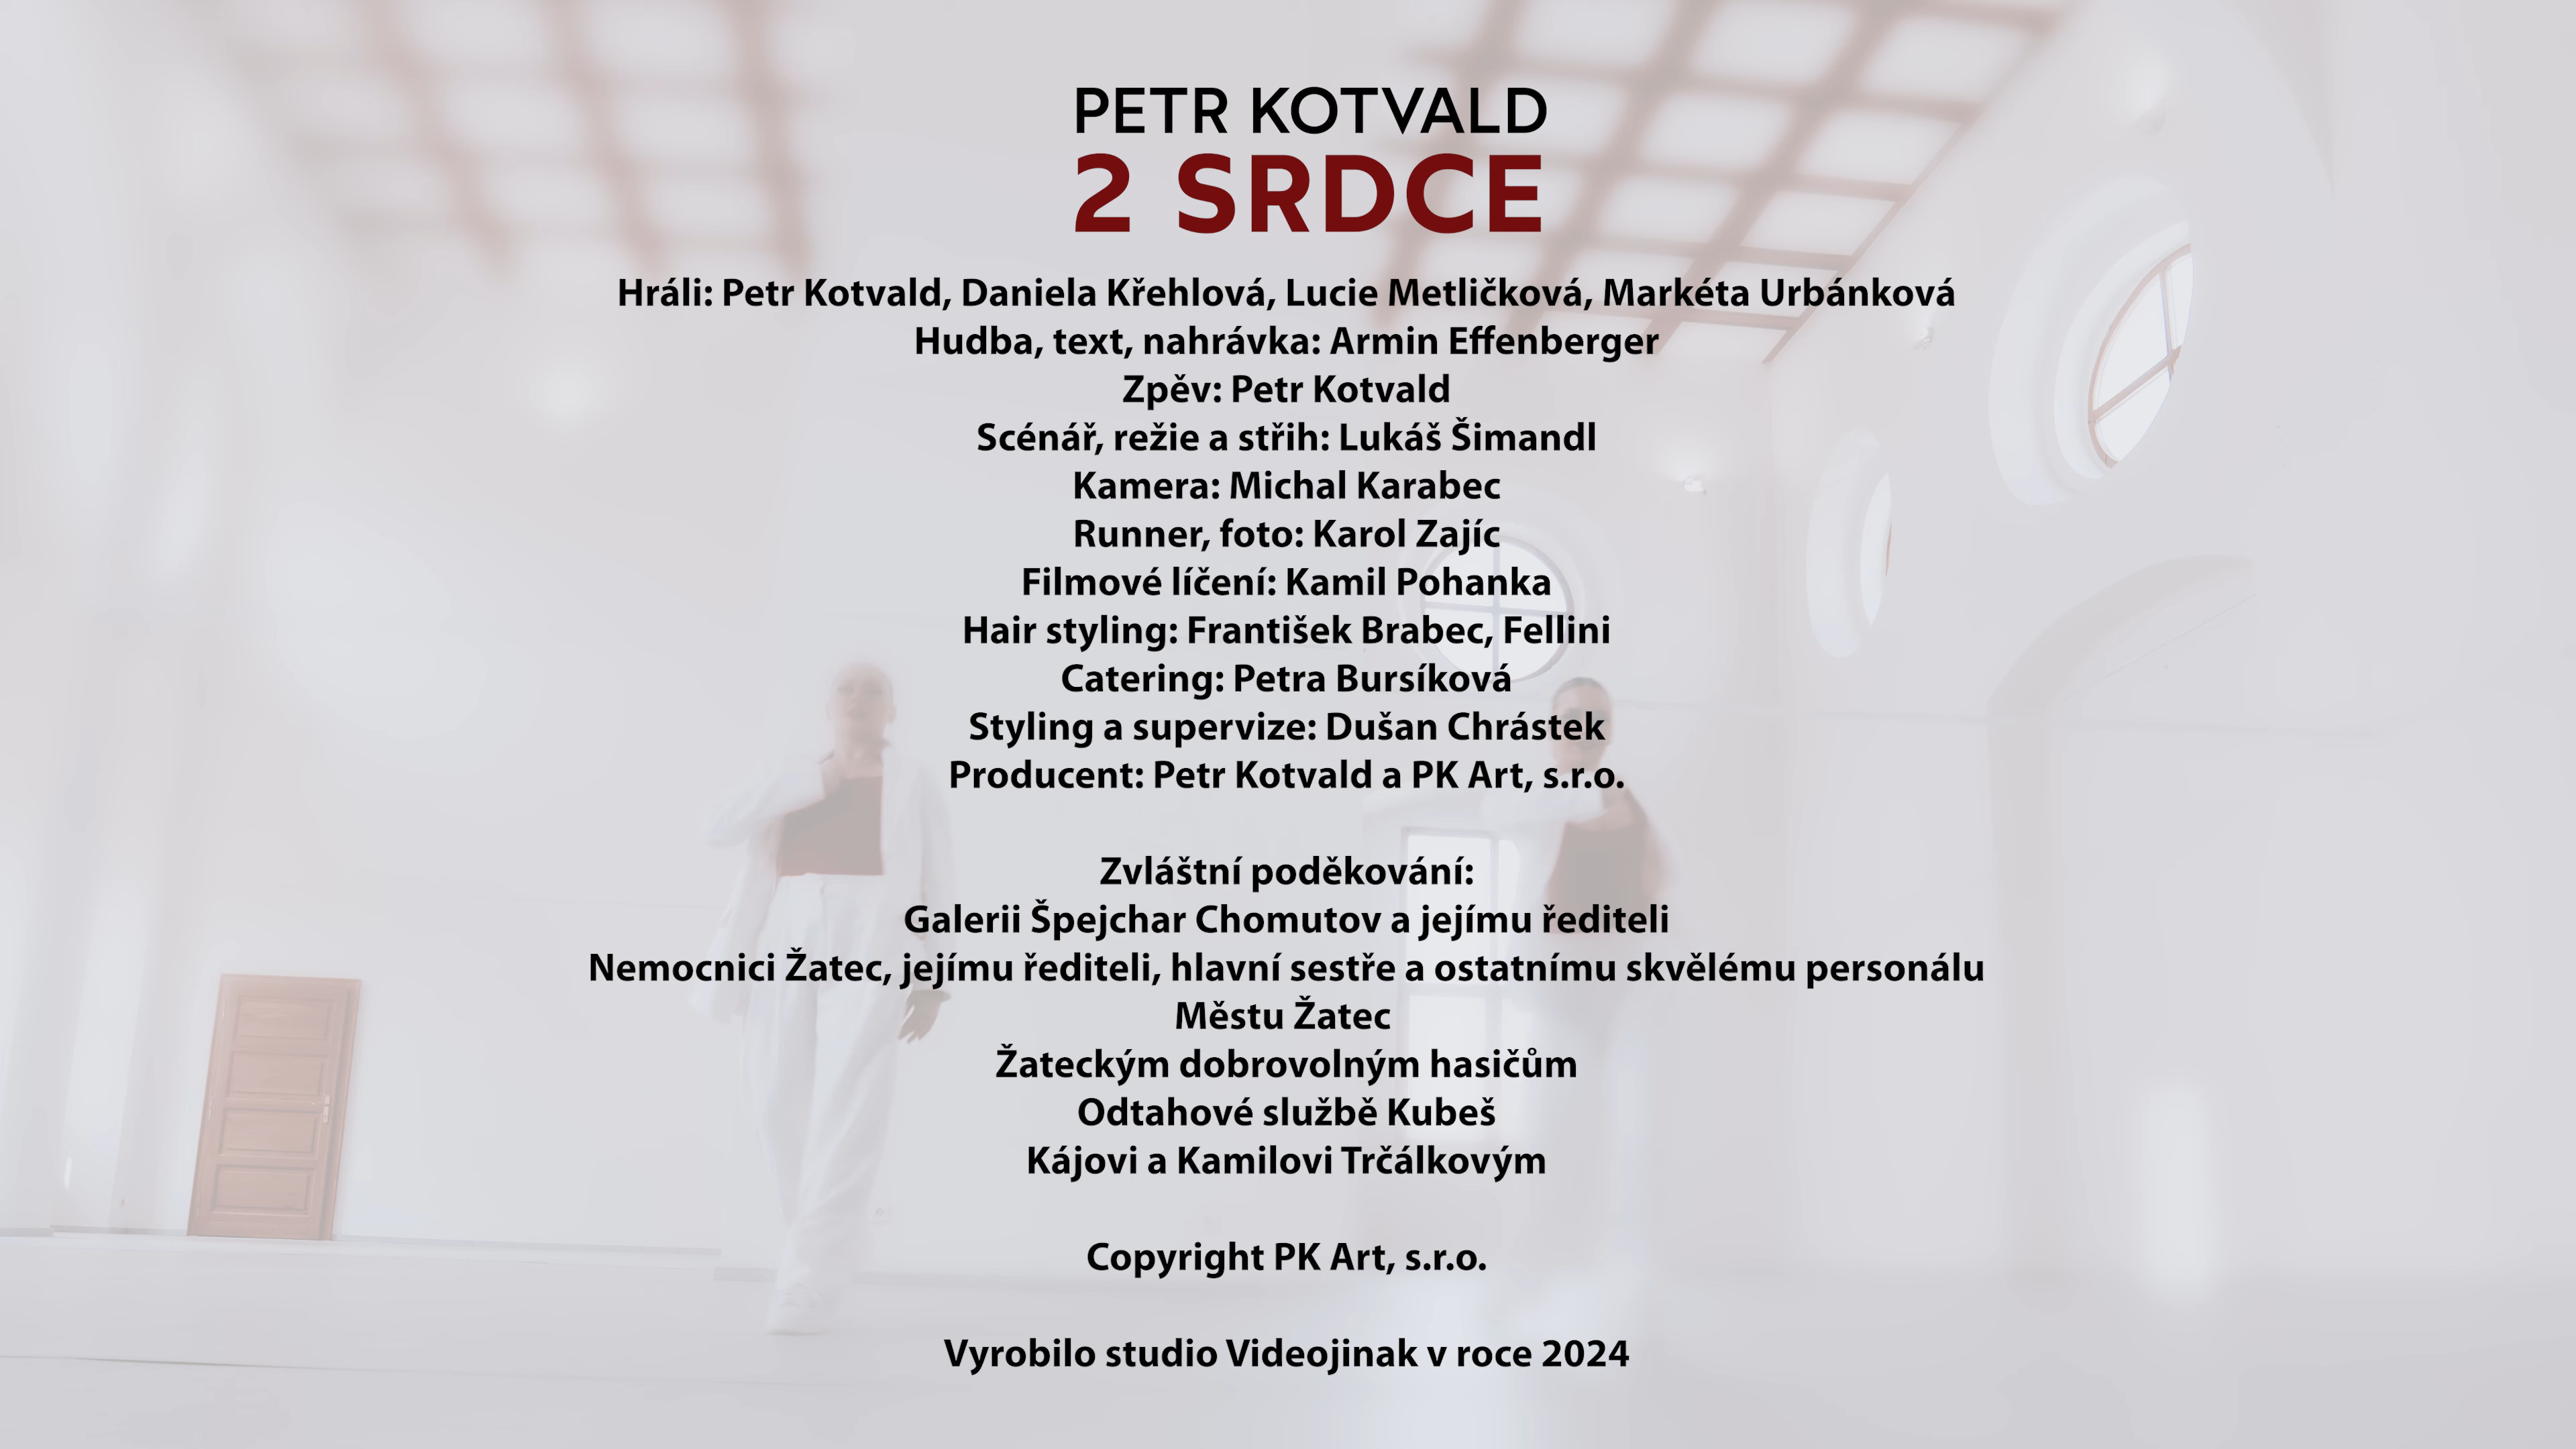 PETR KOTVALD
2 SRDCE
Hráli: Petr Kotvald, Daniela Křehlová, Lucie Metličková, Markéta Urbánková
Hudba, text, nahrávka: Armin Effenberger
Zpěv: Petr Kotvald
Scénář, režie a střih: Lukáš Šimandl
Kamera: Michal Karabec
Runner, foto: Karol Zajíc
Filmové líčení: Kamil Pohanka
Hair styling: František Brabec, Fellini
Catering: Petra Bursíková
Styling a supervize: Dušan Chrástek
Producent: Petr Kotvald a PK Art, s.r.o.
Zvláštní poděkování:
Galerii Špejchar Chomutov a jejímu řediteli
Nemocnici Žatec, jejímu řediteli, hlavní sestře a ostatnímu skvělému personálu
Městu Žatec
Žateckým dobrovolným hasičům
Odtahové službě Kubeš
Kájovi a Kamilovi Trčálkovým
Copyright PK Art, s.r.o.
Vyrobilo studio Videojinak v roce 2024